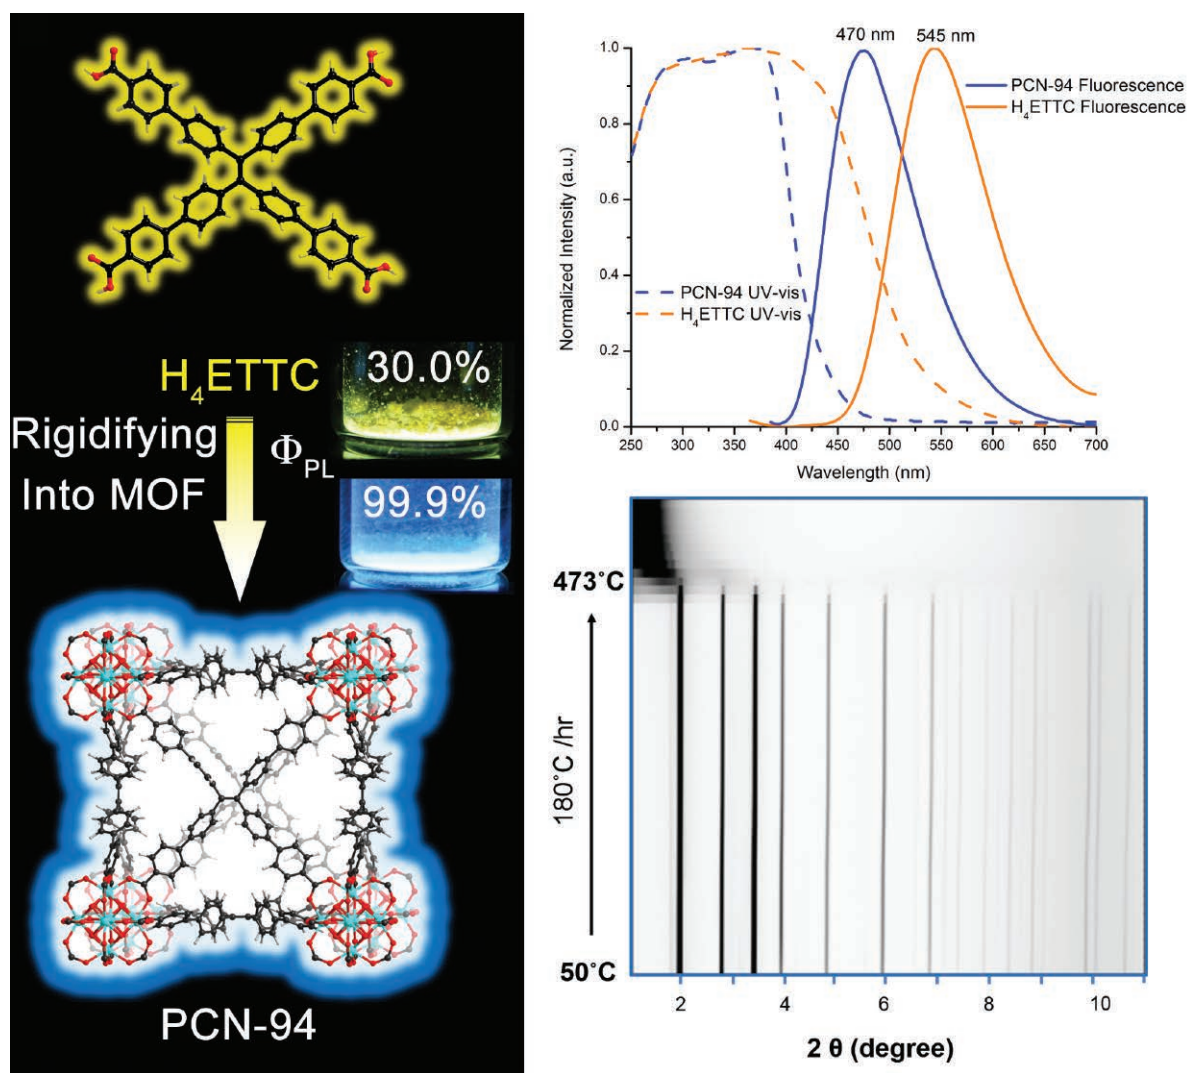 H4ETTC
30.0%
Rigidifying
Into MOF
ΦPL
99.9%
PCN-94
470 nm 545 nm
PCN-94 Fluorescence
H4ETTC Fluorescence
PCN-94 UV-vis
H4ETTC UV-vis
Normalized Intensity (a.u.)
1.0
0.8
0.6
0.4
0.2
0.0
250 300 350 400 450 500 550 600 650 700
Wavelength (nm)
473˚C
180˚C /hr
50˚C
2 4 6 8 10
2 θ (degree)